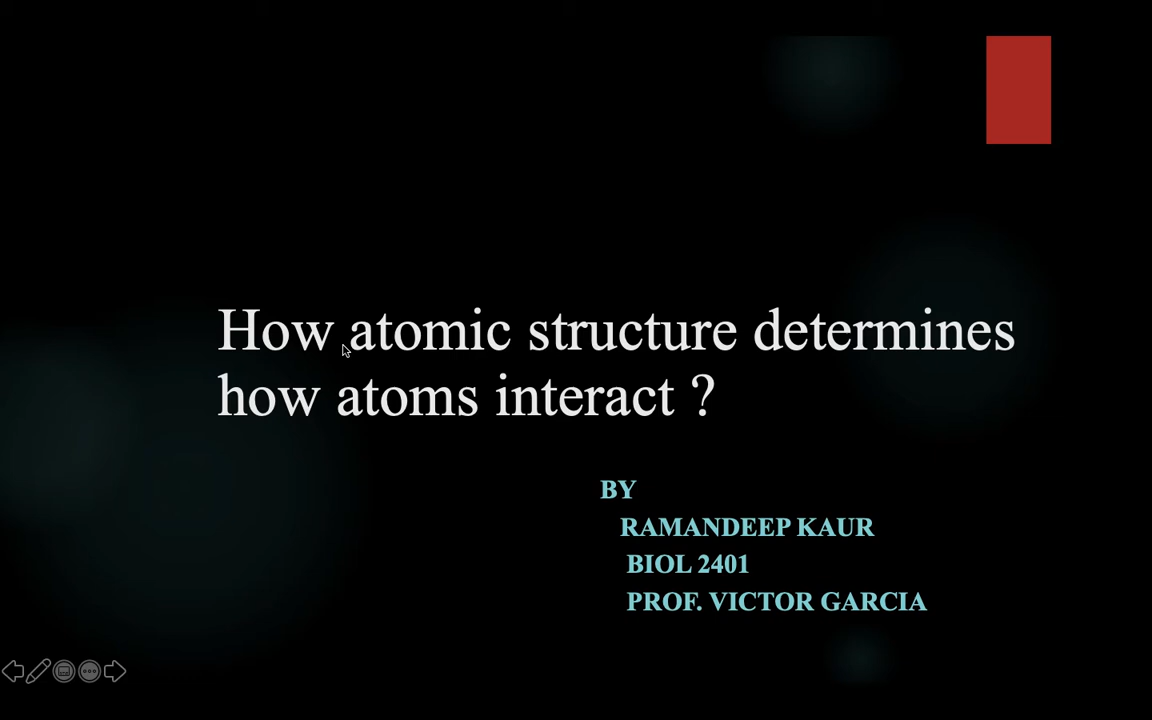 How atomic structure determines
how atoms interact ?
BY
RAMANDEEP KAUR
BIOL 2401
PROF. VICTOR GARCIA